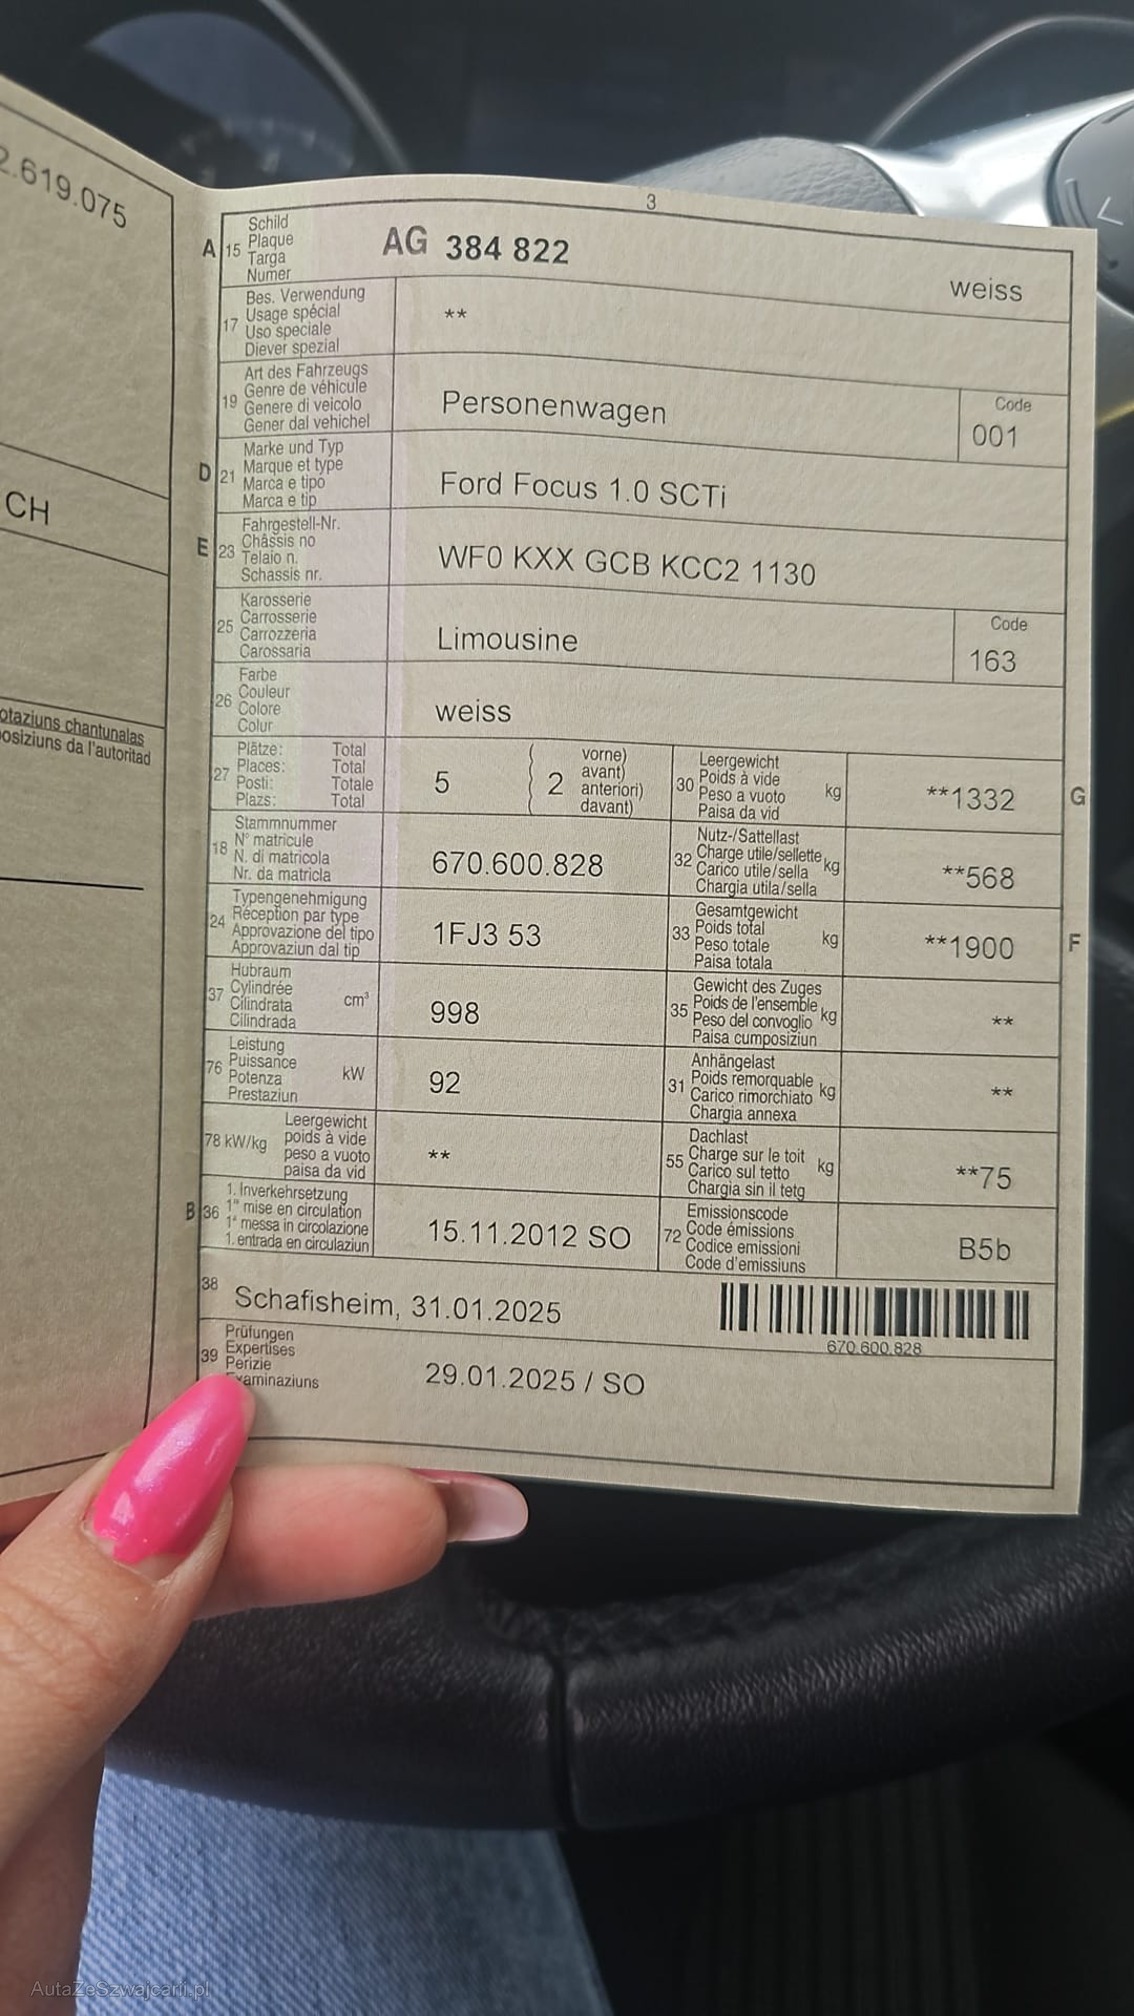 2.619.075
CH
otaziuns chantunalas
osiziuns da l'autoritad
3
A 15 Schild
Plaque
Targa
Numer
AG 384 822
weiss
17 Bes. Verwendung
Usage spécial
Uso speciale
Diever spezial
**
19 Art des Fahrzeugs
Genre de véhicule
Genere di veicolo
Gener dal vehichel
Personenwagen
Code
001
D 21 Marke und Typ
Marque et type
Marca e tipo
Marca e tip
Ford Focus 1.0 SCTi
E 23 Fahrgestell-Nr.
Châssis no
Telaio n.
Schassis nr.
WF0 KXX GCB KCC2 1130
25 Karosserie
Carrosserie
Carrozzeria
Carossaria
Limousine
Code
163
26 Farbe
Couleur
Colore
Colur
weiss
27 Plätze: Total
Places: Total
Posti: Totale
Plazs: Total
5 ( 2 vorne)
avant)
anteriori)
davant)
30 Leergewicht
Poids à vide
Peso a vuoto
Paisa da vid
kg
**1332
G
18 Stammnummer
N° matricule
N. di matricola
Nr. da matricla
670.600.828
32 Nutz-/Sattellast
Charge utile/sellette
Carico utile/sella
Chargia utila/sella
kg
**568
24 Typengenehmigung
Réception par type
Approvazione del tipo
Approvaziun dal tip
1FJ3 53
33 Gesamtgewicht
Poids total
Peso totale
Paisa totala
kg
**1900
F
37 Hubraum
Cylindrée
Cilindrata
Cilindrada
cm³
998
35 Gewicht des Zuges
Poids de l'ensemble
Peso del convoglio
Paisa cumposiziun
kg
**
76 Leistung
Puissance
Potenza
Prestaziun
kW
92
31 Anhängelast
Poids remorquable
Carico rimorchiato
Chargia annexa
kg
**
78 kW/kg Leergewicht
poids à vide
peso a vuoto
paisa da vid
**
55 Dachlast
Charge sur le toit
Carico sul tetto
Chargia sin il tetg
kg
**75
B 36 1. Inverkehrsetzung
1re mise en circulation
1a messa in circolazione
1. entrada en circulaziun
15.11.2012 SO
72 Emissionscode
Code émissions
Codice emissioni
Code d'emissiuns
B5b
38 Schafisheim, 31.01.2025
670.600.828
39 Prüfungen
Expertises
Perizie
Examinaziuns
29.01.2025 / SO
AutaZeSzwajcarii.pl